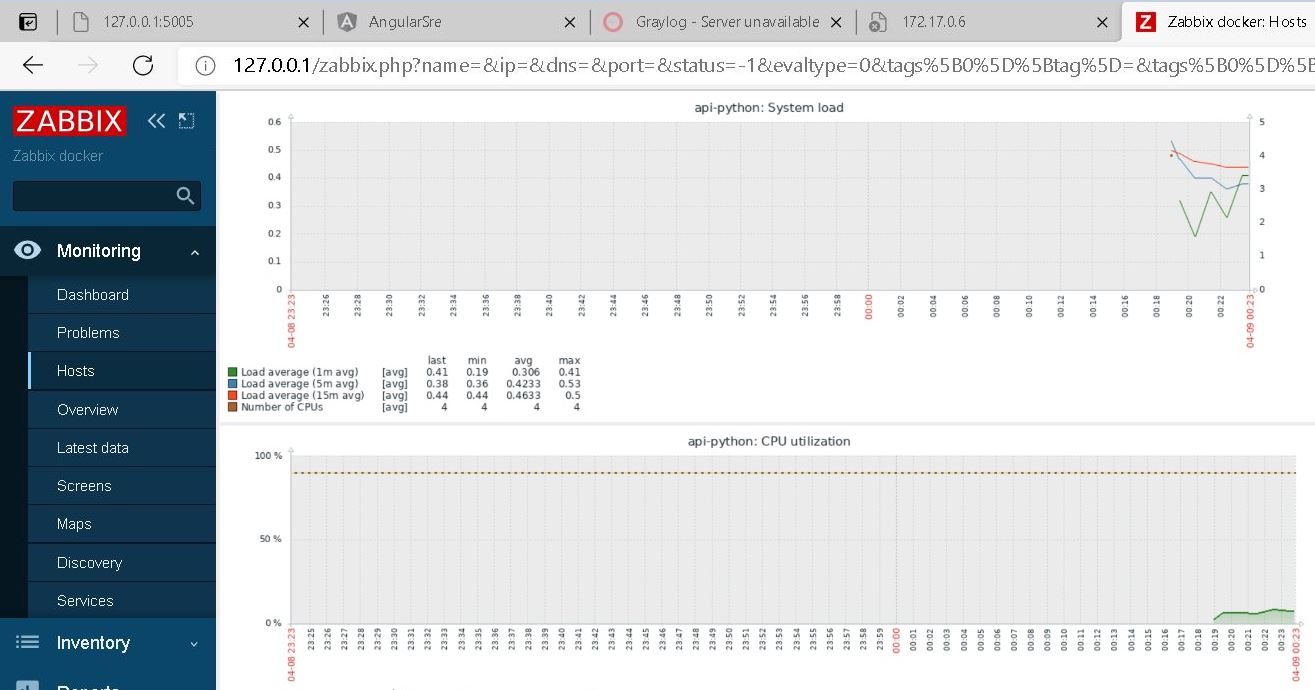 127.0.0.1:5005
AngularSre
Graylog - Server unavailable
172.17.0.6
Z Zabbix docker: Hosts
127.0.0.1/zabbix.php?name=&ip=&dns=&port=&status=-1&evaltype=0&tags%5B0%5D%5Btag%5D=&tags%5B0%5D%5B
ZABBIX
Zabbix docker
Monitoring
Dashboard
Problems
Hosts
Overview
Latest data
Screens
Maps
Discovery
Services
Inventory
Reports
api-python: System load
0.6 5
0.5 4
0.4 3
0.3 2
0.2 1
0.1 0
0
04-08 23:23 23:26 23:28 23:30 23:32 23:34 23:36 23:38 23:40 23:42 23:44 23:46 23:48 23:50 23:52 23:54 23:56 23:58 00:00 00:02 00:04 00:06 00:08 00:10 00:12 00:14 00:16 00:18 00:20 00:22 04-09 00:23
last min avg max
Load average (1m avg) [avg] 0.41 0.19 0.306 0.41
Load average (5m avg) [avg] 0.38 0.36 0.4233 0.53
Load average (15m avg) [avg] 0.44 0.44 0.4633 0.5
Number of CPUs [avg] 4 4 4 4
api-python: CPU utilization
100 %
50 %
0 %
04-08 23:23 23:25 23:26 23:27 23:28 23:29 23:30 23:31 23:32 23:33 23:34 23:35 23:36 23:37 23:38 23:39 23:40 23:41 23:42 23:43 23:44 23:45 23:46 23:47 23:48 23:49 23:50 23:51 23:52 23:53 23:54 23:55 23:56 23:57 23:58 23:59 00:00 00:01 00:02 00:03 00:04 00:05 00:06 00:07 00:08 00:09 00:10 00:11 00:12 00:13 00:14 00:15 00:16 00:17 00:18 00:19 00:20 00:21 00:22 00:23 04-09 00:23